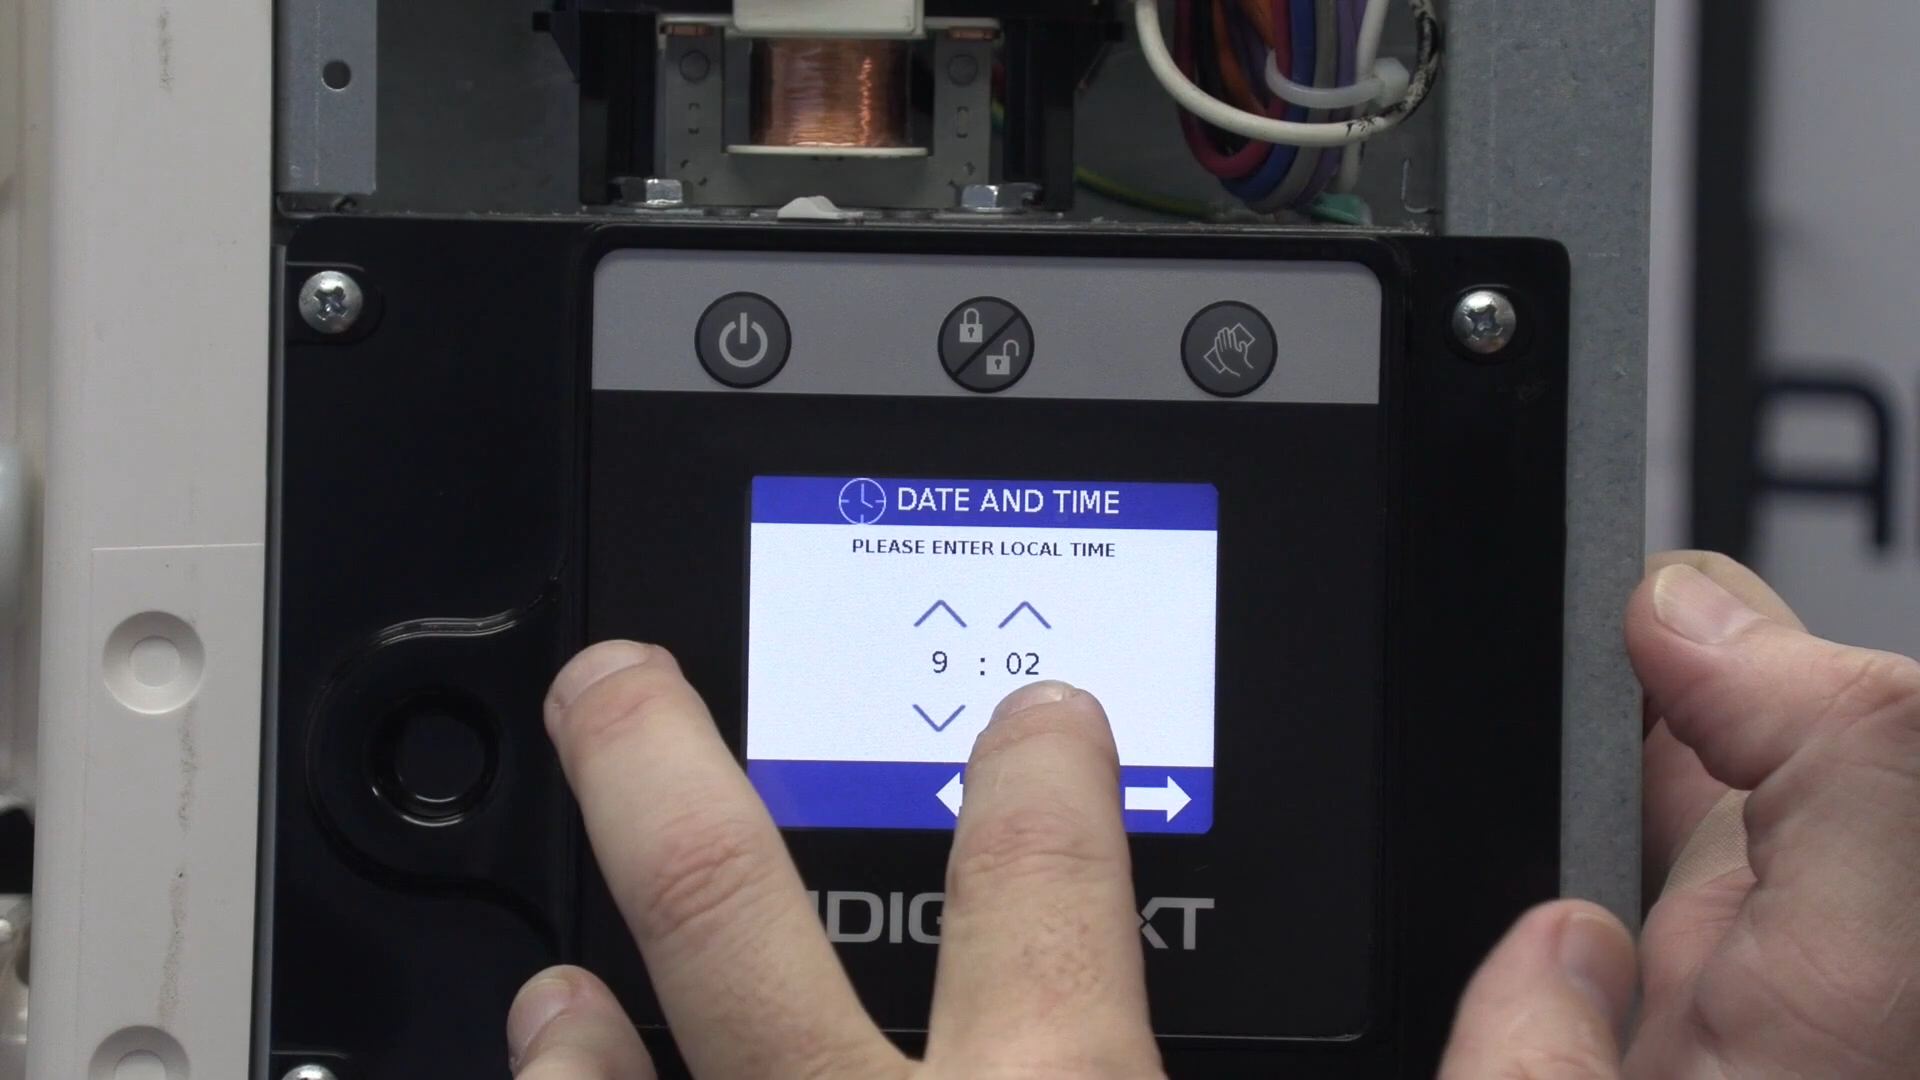 DATE AND TIME
PLEASE ENTER LOCAL TIME
9 : 02